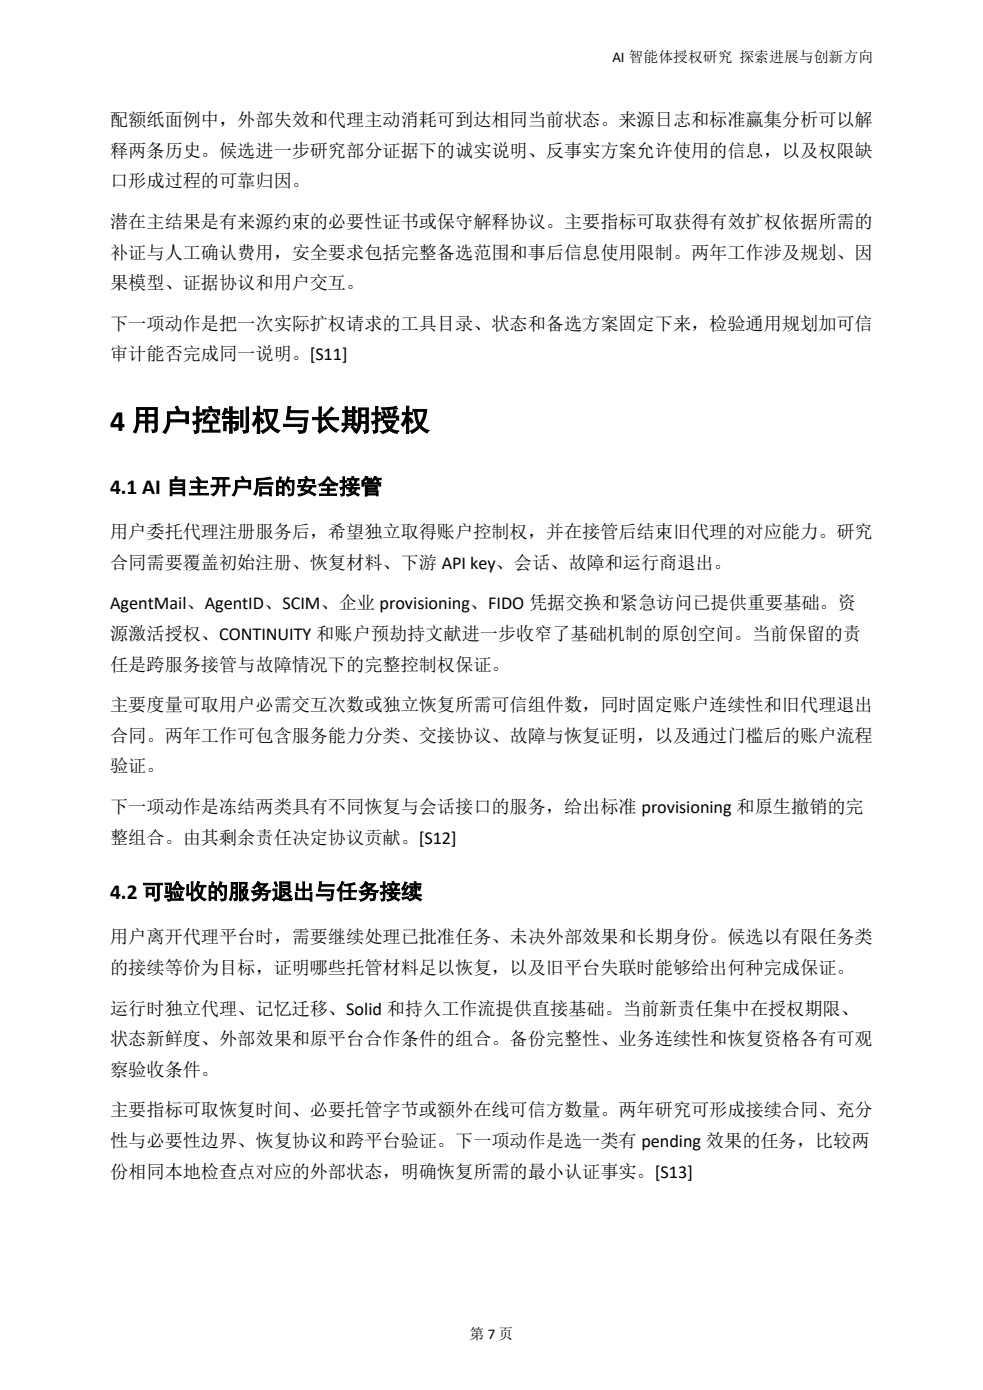 AI 智能体授权研究 探索进展与创新方向
配额纸面例中，外部失效和代理主动消耗可到达相同当前状态。来源日志和标准赢集分析可以解
释两条历史。候选进一步研究部分证据下的诚实说明、反事实方案允许使用的信息，以及权限缺
口形成过程的可靠归因。
潜在主结果是有来源约束的必要性证书或保守解释协议。主要指标可取获得有效扩权依据所需的
补证与人工确认费用，安全要求包括完整备选范围和事后信息使用限制。两年工作涉及规划、因
果模型、证据协议和用户交互。
下一项动作是把一次实际扩权请求的工具目录、状态和备选方案固定下来，检验通用规划加可信
审计能否完成同一说明。[S11]
4 用户控制权与长期授权
4.1 AI 自主开户后的安全接管
用户委托代理注册服务后，希望独立取得账户控制权，并在接管后结束旧代理的对应能力。研究
合同需要覆盖初始注册、恢复材料、下游 API key、会话、故障和运行商退出。
AgentMail、AgentID、SCIM、企业 provisioning、FIDO 凭据交换和紧急访问已提供重要基础。资
源激活授权、CONTINUITY 和账户预劫持文献进一步收窄了基础机制的原创空间。当前保留的责
任是跨服务接管与故障情况下的完整控制权保证。
主要度量可取用户必需交互次数或独立恢复所需可信组件数，同时固定账户连续性和旧代理退出
合同。两年工作可包含服务能力分类、交接协议、故障与恢复证明，以及通过门槛后的账户流程
验证。
下一项动作是冻结两类具有不同恢复与会话接口的服务，给出标准 provisioning 和原生撤销的完
整组合。由其剩余责任决定协议贡献。[S12]
4.2 可验收的服务退出与任务接续
用户离开代理平台时，需要继续处理已批准任务、未决外部效果和长期身份。候选以有限任务类
的接续等价为目标，证明哪些托管材料足以恢复，以及旧平台失联时能够给出何种完成保证。
运行时独立代理、记忆迁移、Solid 和持久工作流提供直接基础。当前新责任集中在授权期限、
状态新鲜度、外部效果和原平台合作条件的组合。备份完整性、业务连续性和恢复资格各有可观
察验收条件。
主要指标可取恢复时间、必要托管字节或额外在线可信方数量。两年研究可形成接续合同、充分
性与必要性边界、恢复协议和跨平台验证。下一项动作是选一类有 pending 效果的任务，比较两
份相同本地检查点对应的外部状态，明确恢复所需的最小认证事实。[S13]
第 7 页